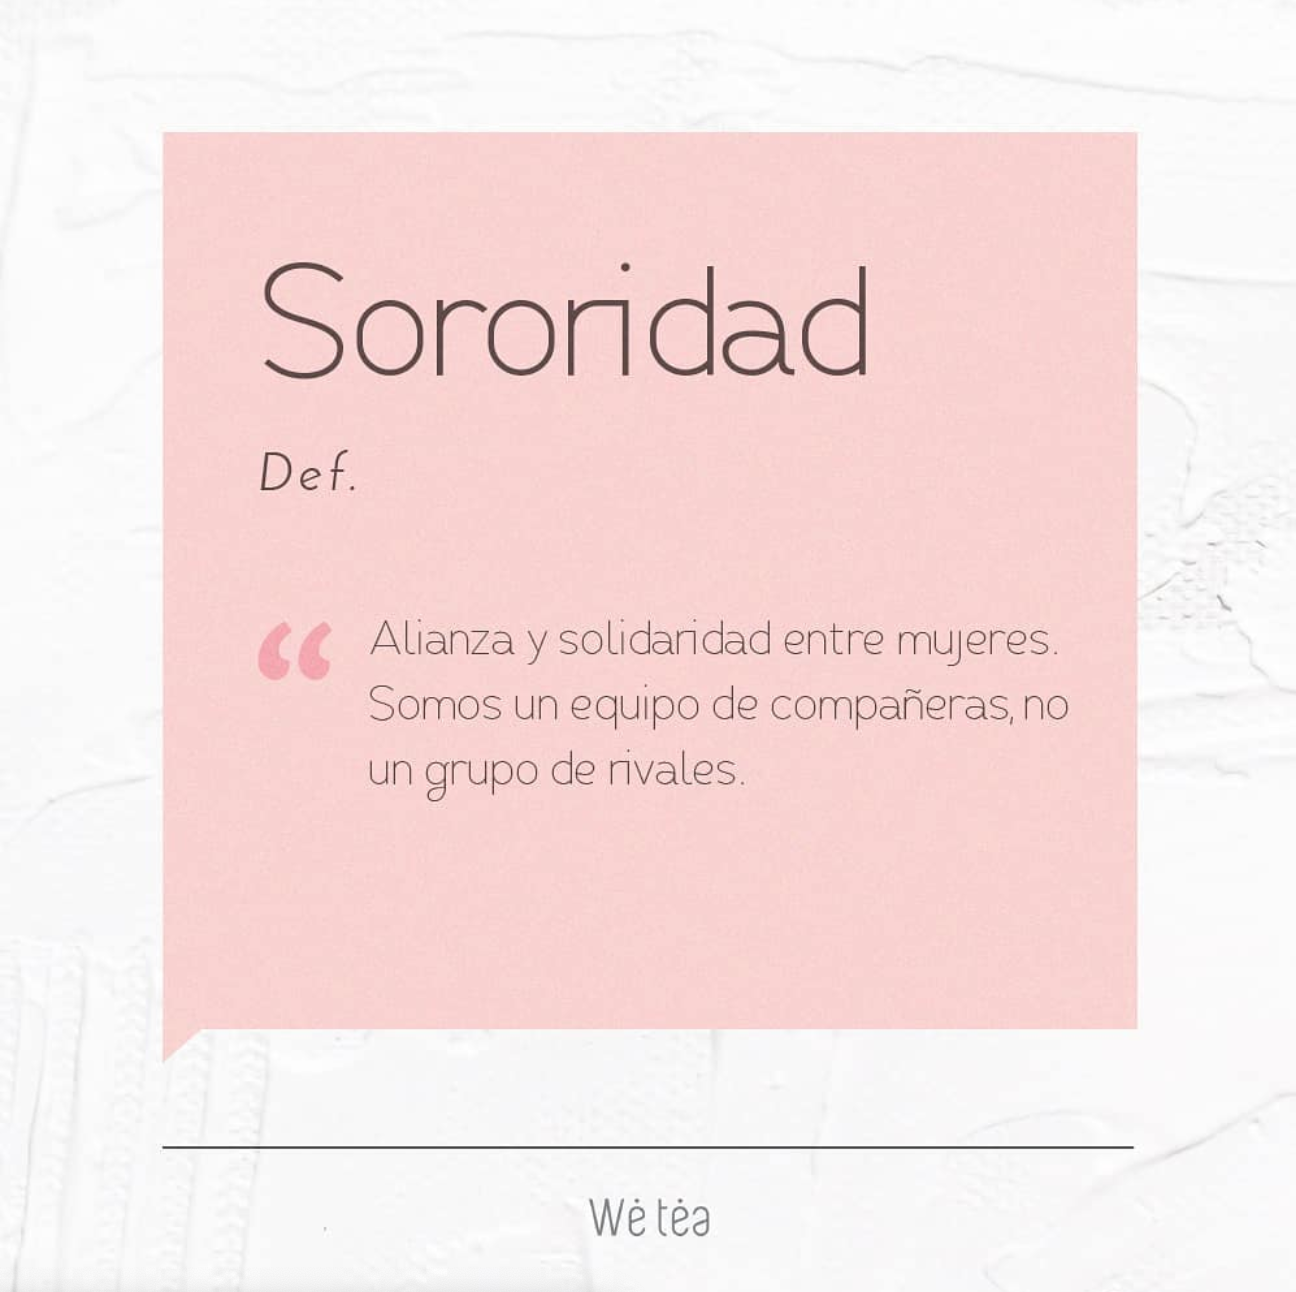 Sororidad
Def.
“ Alianza y solidaridad entre mujeres.
Somos un equipo de compañeras, no
un grupo de rivales.
Wė tėa